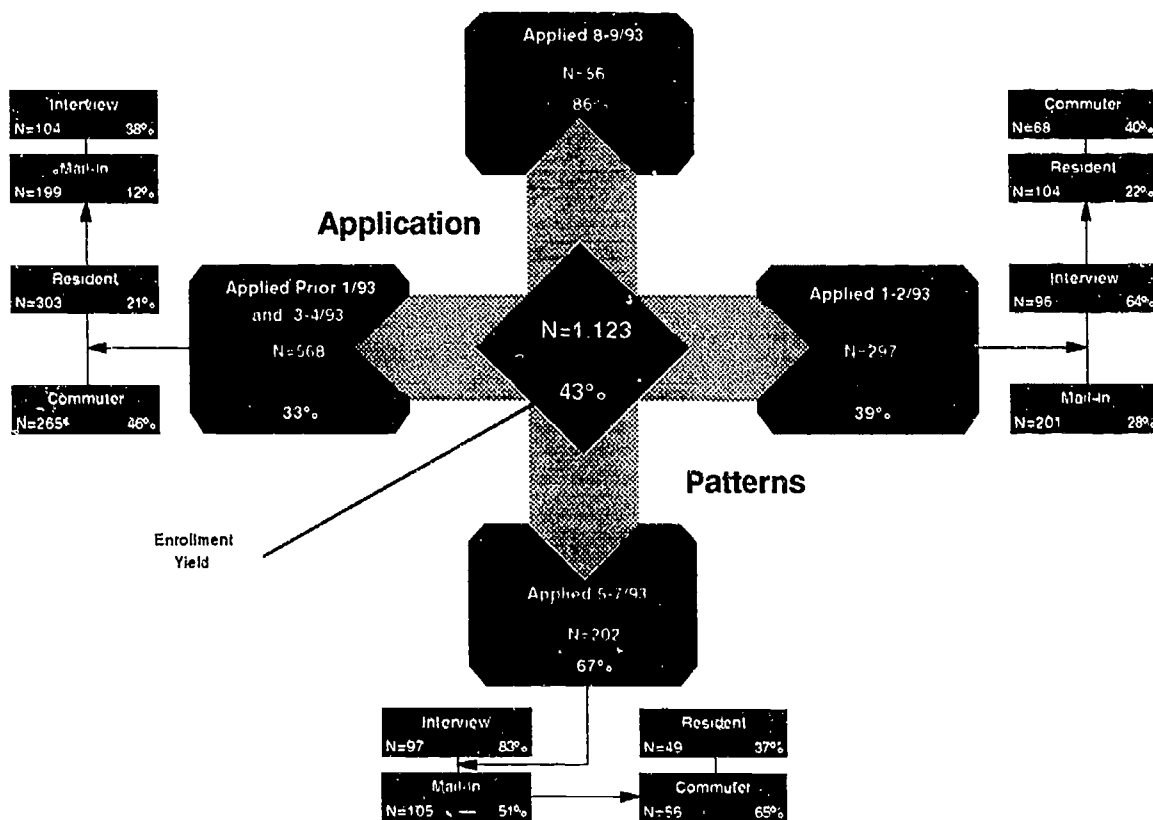 Applied 8-9/93
N=56
86%
Interview
N=104 38%
Mail-In
N=199 12%
Resident
N=303 21%
Commuter
N=265 46%
Application
Applied Prior 1/93
and 3-4/93
N=568
33%
N=1.123
43%
Applied 1-2/93
N=297
39%
Commuter
N=68 40%
Resident
N=104 22%
Interview
N=96 64%
Mail-In
N=201 28%
Patterns
Enrollment
Yield
Applied 5-7/93
N=202
67%
Interview
N=97 83%
Mail-In
N=105 51%
Resident
N=49 37%
Commuter
N=56 65%